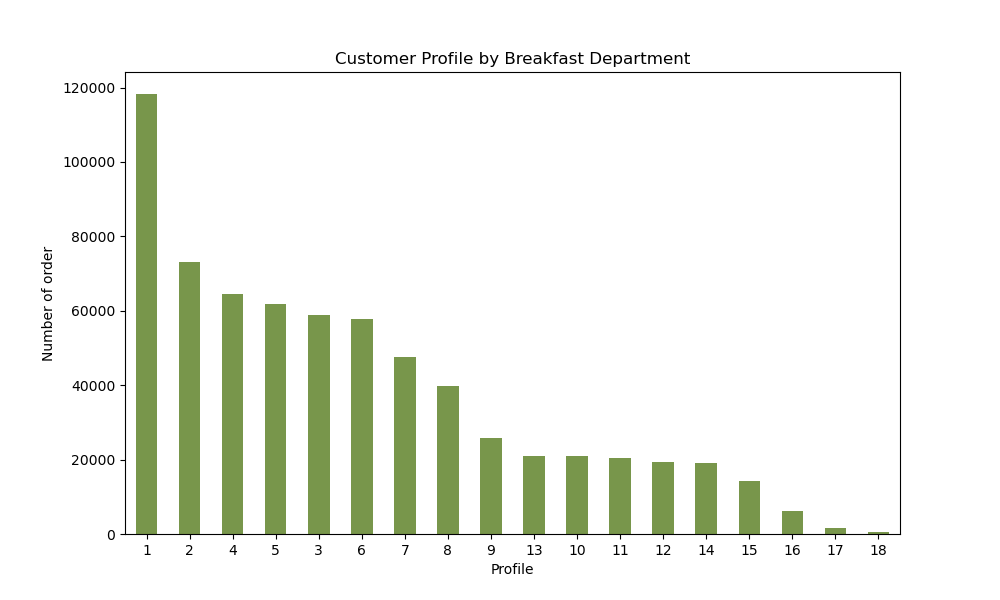 Customer Profile by Breakfast Department
120000
100000
80000
60000
40000
20000
0
Number of order
1 2 4 5 3 6 7 8 9 13 10 11 12 14 15 16 17 18
Profile